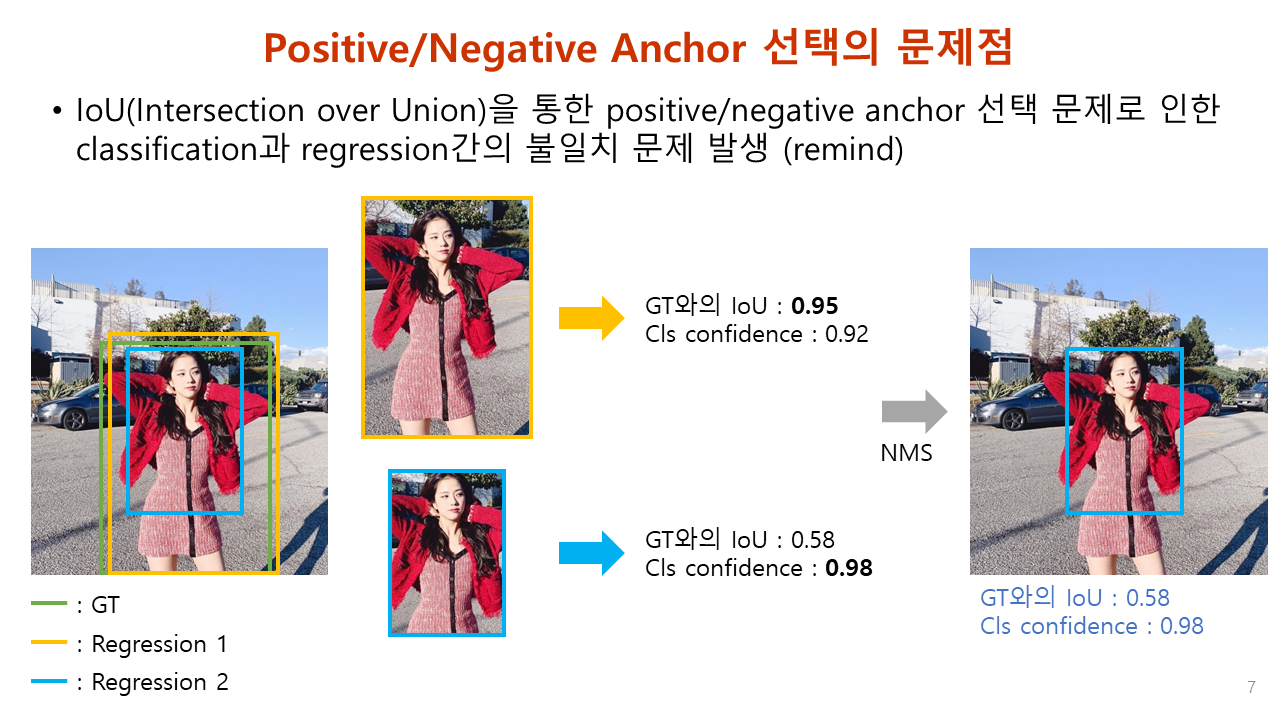 Positive/Negative Anchor 선택의 문제점
• IoU(Intersection over Union)을 통한 positive/negative anchor 선택 문제로 인한
classification과 regression간의 불일치 문제 발생 (remind)
GT와의 IoU : 0.95
Cls confidence : 0.92
NMS
GT와의 IoU : 0.58
Cls confidence : 0.98
GT와의 IoU : 0.58
Cls confidence : 0.98
: GT
: Regression 1
: Regression 2
7